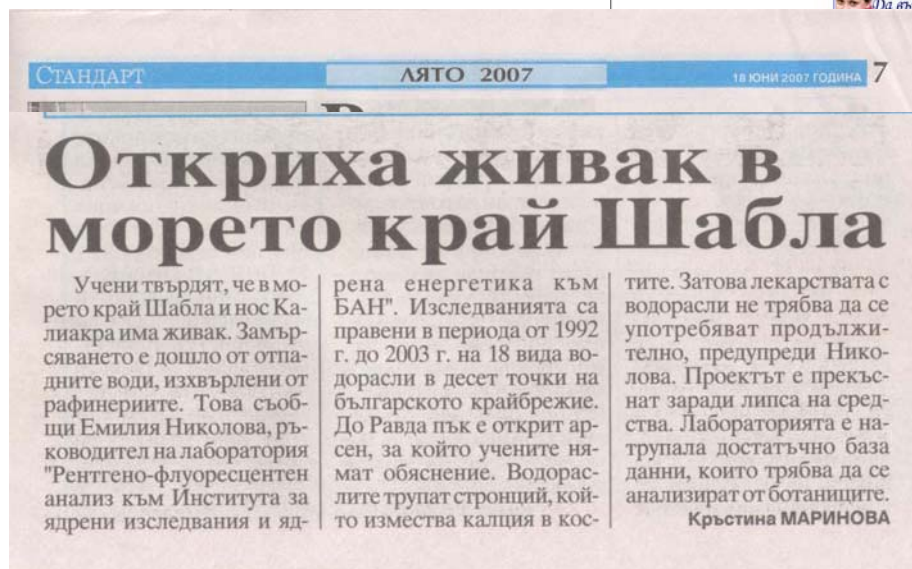 Да въ
СТАНДАРТ
ЛЯТО 2007
18 ЮНИ 2007 ГОДИНА 7
Откриха живак в
морето край Шабла
Учени твърдят, че в мо-
рето край Шабла и нос Ка-
лиакра има живак. Замър-
сяването е дошло от отпа-
дните води, изхвърлени от
рафинериите. Това съоб-
щи Емилия Николова, ръ-
ководител на лаборатория
"Рентгено-флуоресцентен
анализ към Института за
ядрени изследвания и яд-
рена енергетика към
БАН". Изследванията са
правени в периода от 1992
г. до 2003 г. на 18 вида во-
дорасли в десет точки на
българското крайбрежие.
До Равда пък е открит ар-
сен, за който учените ня-
мат обяснение. Водорас-
лите трупат стронций, кой-
то измества калция в кос-
тите. Затова лекарствата с
водорасли не трябва да се
употребяват продължи-
телно, предупреди Нико-
лова. Проектът е прекъс-
нат заради липса на сред-
ства. Лабораторията е на-
трупала достатъчно база
данни, които трябва да се
анализират от ботаниците.
Кръстина МАРИНОВА